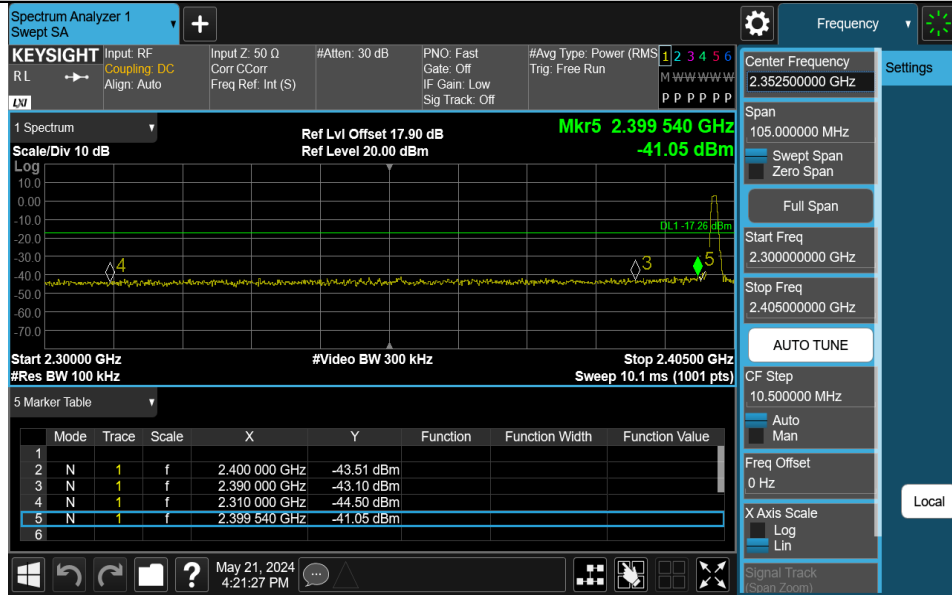 Spectrum Analyzer 1
Swept SA
+
Frequency
KEYSIGHT
RL
LXI
Input: RF
Coupling: DC
Align: Auto
Input Z: 50 Ω
Corr CCorr
Freq Ref: Int (S)
#Atten: 30 dB
PNO: Fast
Gate: Off
IF Gain: Low
Sig Track: Off
#Avg Type: Power (RMS
Trig: Free Run
1 2 3 4 5 6
M W W W W W
P P P P P P
1 Spectrum
Scale/Div 10 dB
Ref Lvl Offset 17.90 dB
Ref Level 20.00 dBm
Mkr5 2.399 540 GHz
-41.05 dBm
Log
10.0
0.00
-10.0
-20.0
-30.0
-40.0
-50.0
-60.0
-70.0
DL1 -17.26 dBm
4
3
5
Start 2.30000 GHz
#Video BW 300 kHz
Stop 2.40500 GHz
#Res BW 100 kHz
Sweep 10.1 ms (1001 pts)
5 Marker Table
Mode Trace Scale X Y Function Function Width Function Value
1
2 N 1 f 2.400 000 GHz -43.51 dBm
3 N 1 f 2.390 000 GHz -43.10 dBm
4 N 1 f 2.310 000 GHz -44.50 dBm
5 N 1 f 2.399 540 GHz -41.05 dBm
6
?
May 21, 2024
4:21:27 PM
Center Frequency
2.352500000 GHz
Span
105.000000 MHz
Swept Span
Zero Span
Full Span
Start Freq
2.300000000 GHz
Stop Freq
2.405000000 GHz
AUTO TUNE
CF Step
10.500000 MHz
Auto
Man
Freq Offset
0 Hz
X Axis Scale
Log
Lin
Signal Track
(Span Zoom)
Settings
Local